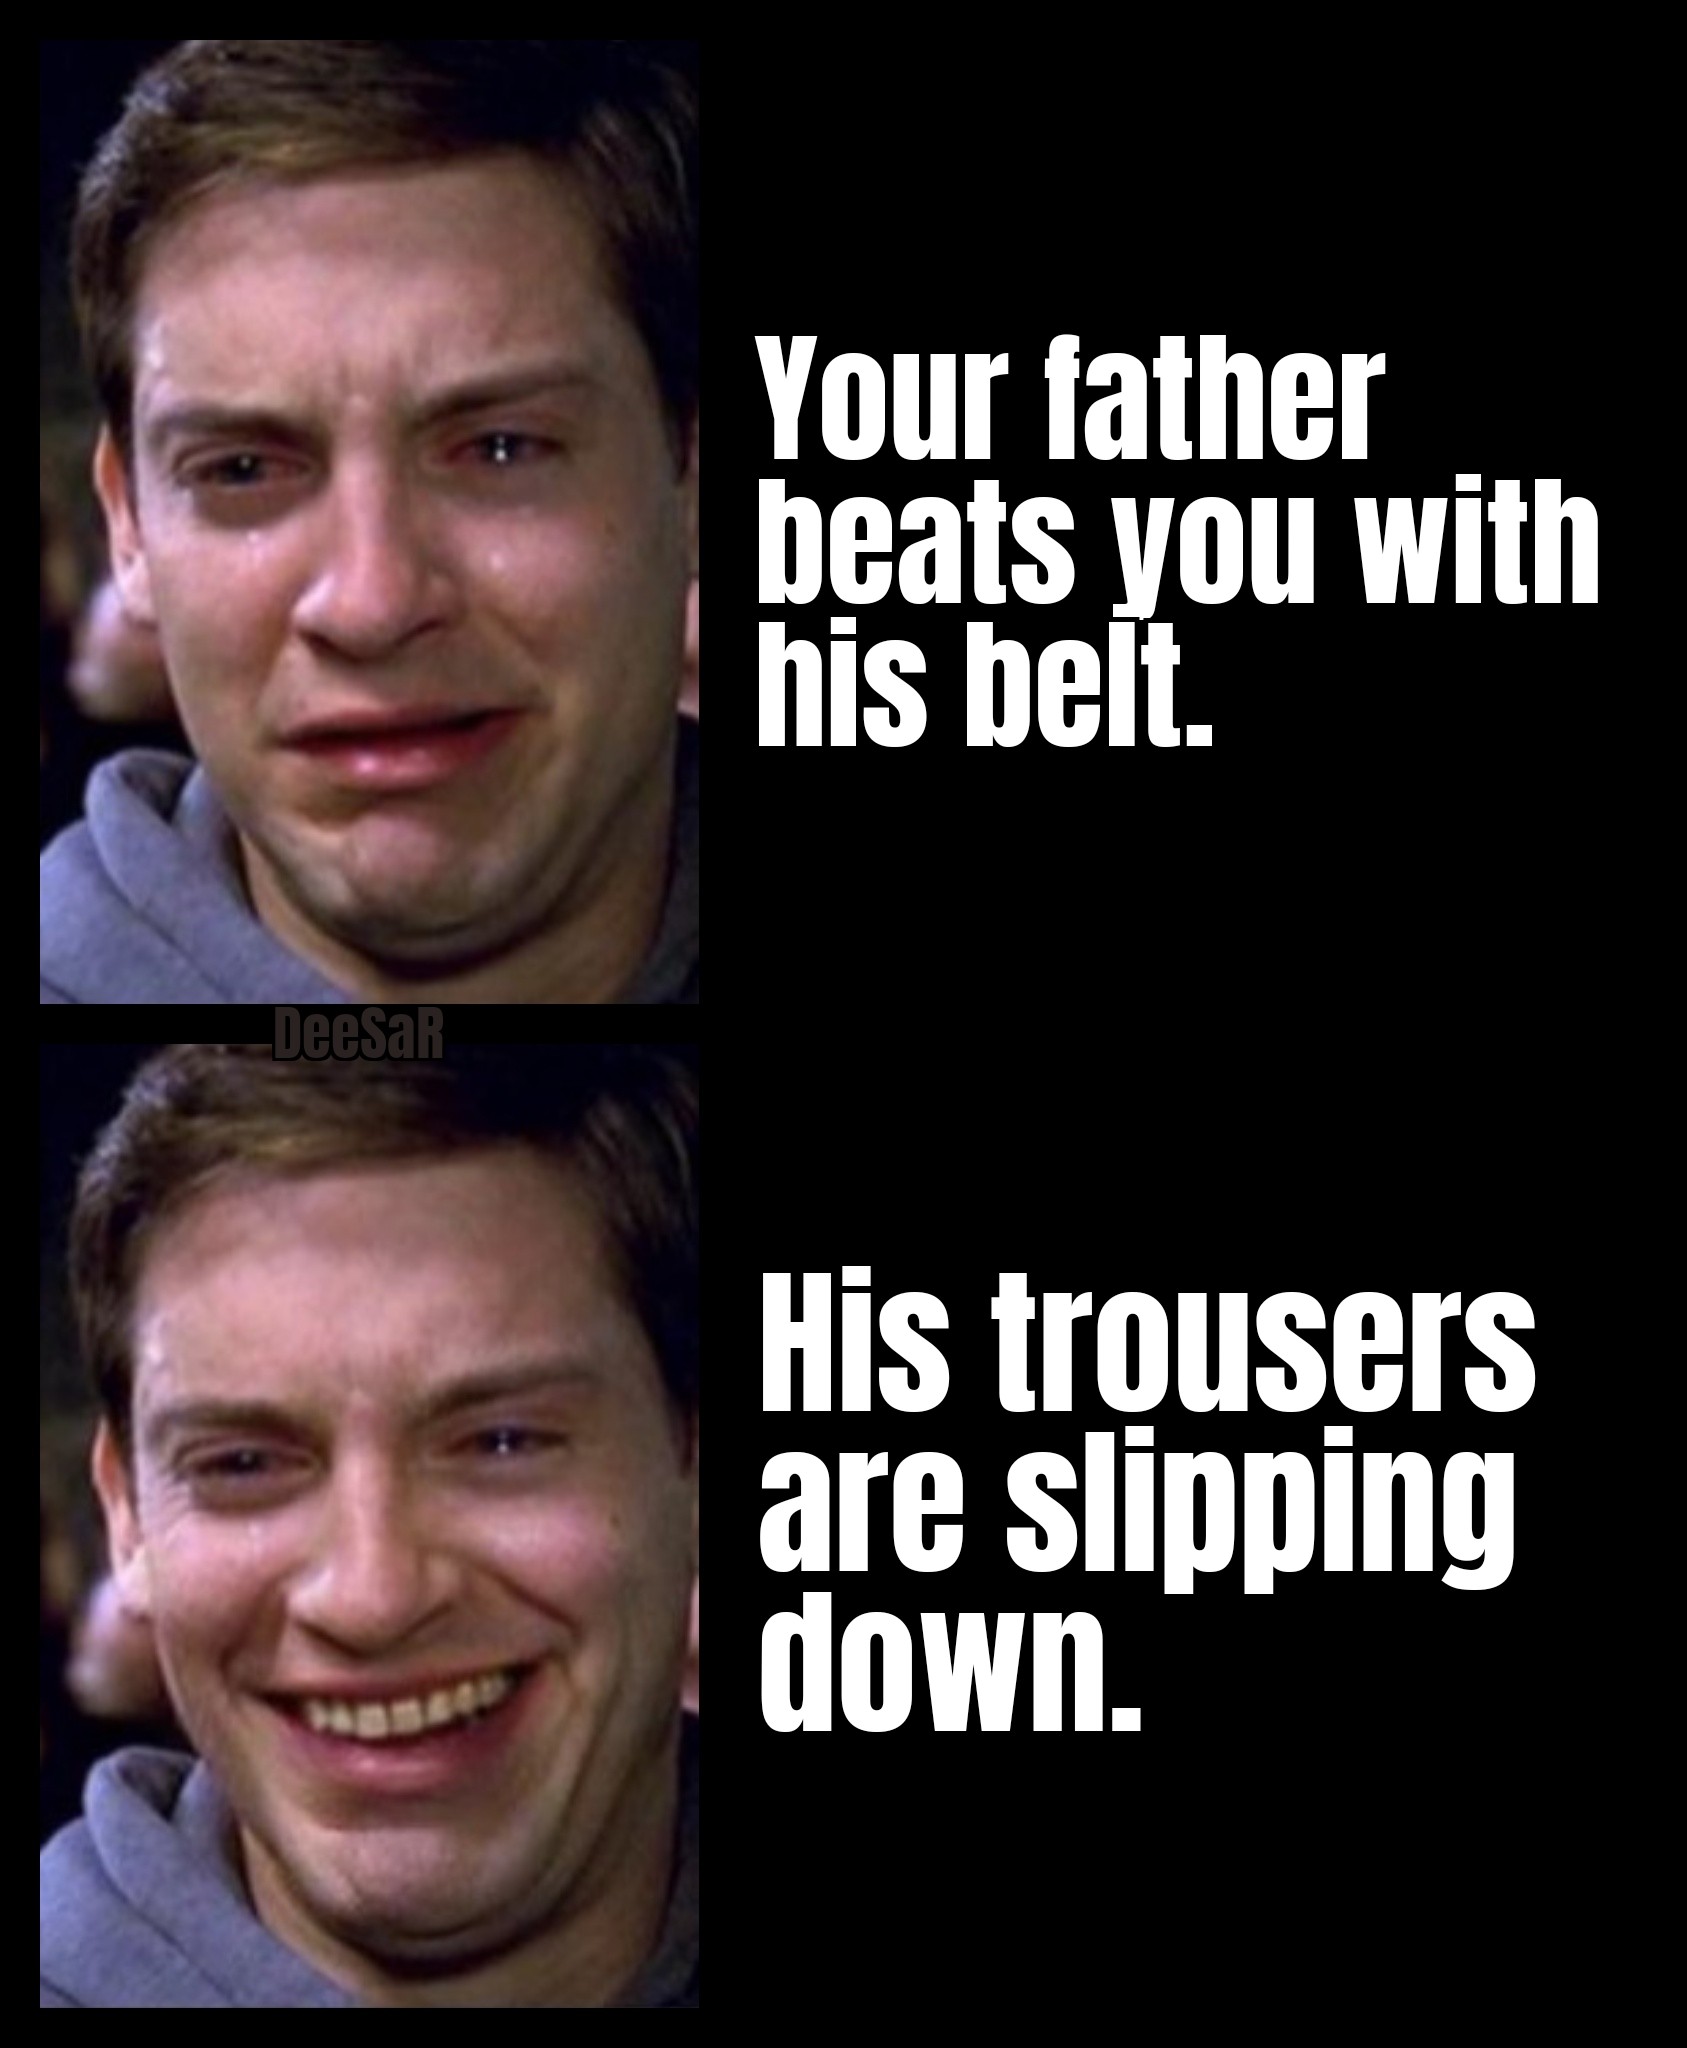 Your father
beats you with
his belt.
DeeSaR
His trousers
are slipping
down.